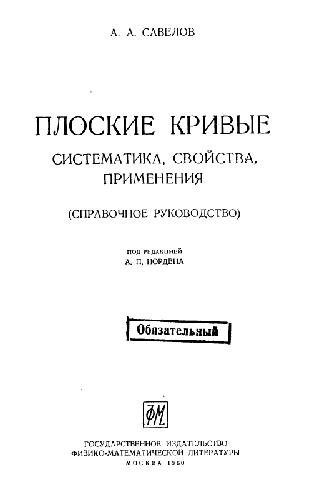 А. А. САВЕЛОВ
ПЛОСКИЕ КРИВЫЕ
СИСТЕМАТИКА, СВОЙСТВА,
ПРИМЕНЕНИЯ
(СПРАВОЧНОЕ РУКОВОДСТВО)
ПОД РЕДАКЦИЕЙ
А. П. НОРДЕНА
Обязательный
ФМ
ГОСУДАРСТВЕННОЕ ИЗДАТЕЛЬСТВО
ФИЗИКО-МАТЕМАТИЧЕСКОЙ ЛИТЕРАТУРЫ
МОСКВА 1960